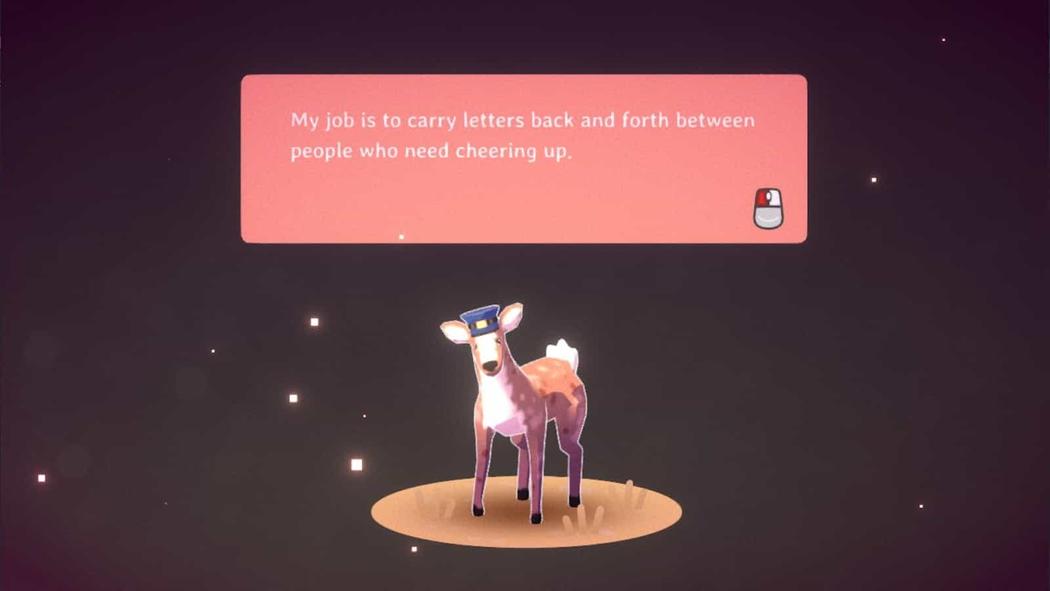 My job is to carry letters back and forth between
people who need cheering up.